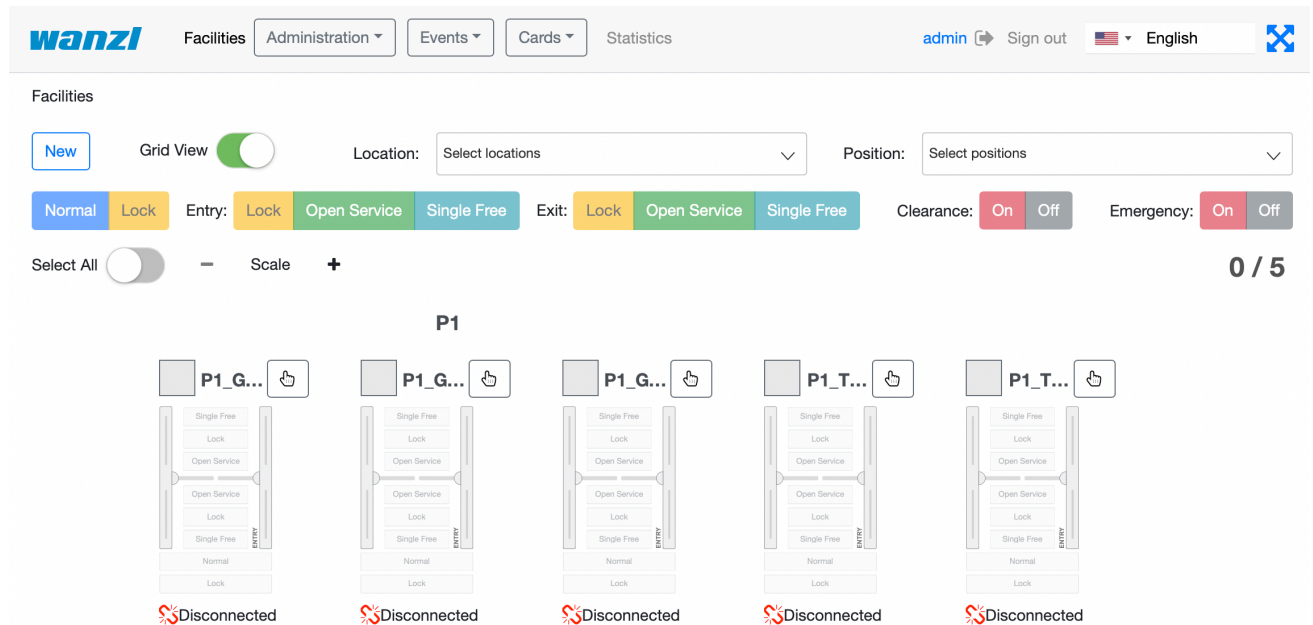 wanzl Facilities Administration Events Cards Statistics admin Sign out English
Facilities
New Grid View Location: Select locations Position: Select positions
Normal Lock Entry: Lock Open Service Single Free Exit: Lock Open Service Single Free Clearance: On Off Emergency: On Off
Select All − Scale + 0 / 5
P1
P1_G... P1_G... P1_G... P1_T... P1_T...
Single Free Single Free Single Free Single Free Single Free
Lock Lock Lock Lock Lock
Open Service Open Service Open Service Open Service Open Service
Open Service Open Service Open Service Open Service Open Service
Lock Lock Lock Lock Lock
Single Free ENTRY Single Free ENTRY Single Free ENTRY Single Free ENTRY Single Free ENTRY
Normal Normal Normal Normal Normal
Lock Lock Lock Lock Lock
Disconnected Disconnected Disconnected Disconnected Disconnected